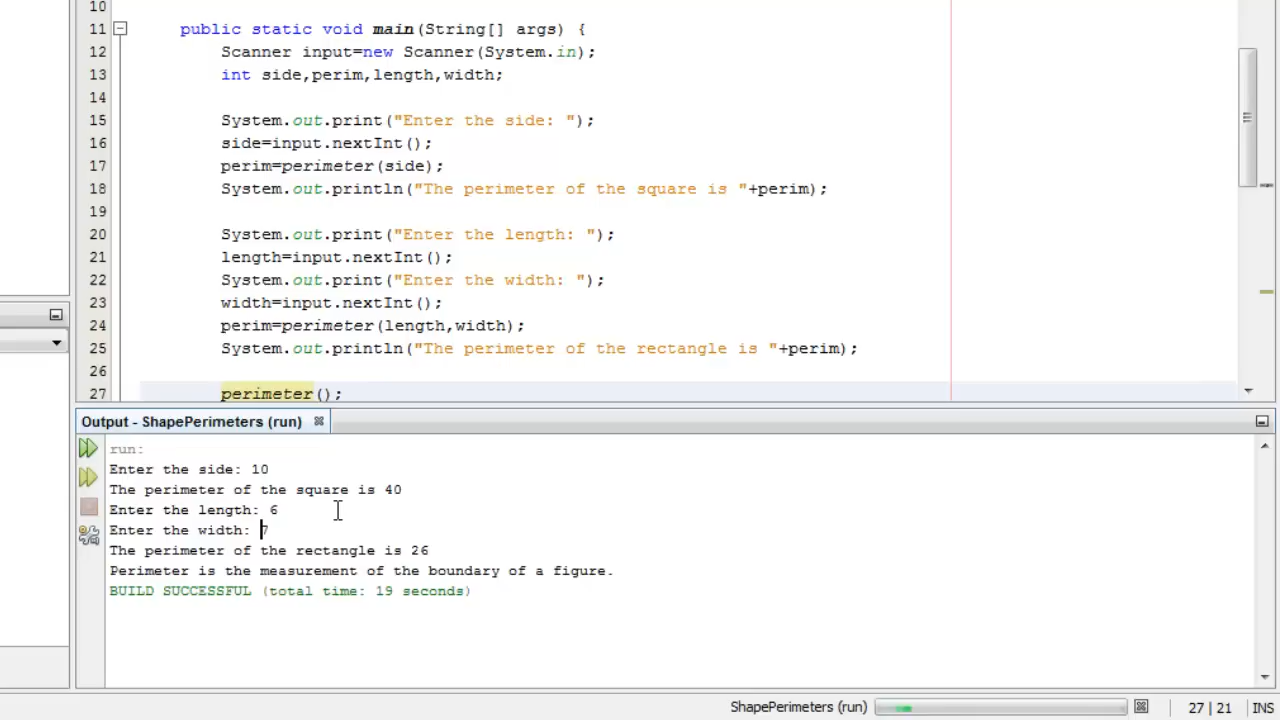 10
11 public static void main(String[] args) {
12 Scanner input=new Scanner(System.in);
13 int side,perim,length,width;
14
15 System.out.print("Enter the side: ");
16 side=input.nextInt();
17 perim=perimeter(side);
18 System.out.println("The perimeter of the square is "+perim);
19
20 System.out.print("Enter the length: ");
21 length=input.nextInt();
22 System.out.print("Enter the width: ");
23 width=input.nextInt();
24 perim=perimeter(length,width);
25 System.out.println("The perimeter of the rectangle is "+perim);
26
27 perimeter();
Output - ShapePerimeters (run)
run:
Enter the side: 10
The perimeter of the square is 40
Enter the length: 6
Enter the width: 7
The perimeter of the rectangle is 26
Perimeter is the measurement of the boundary of a figure.
BUILD SUCCESSFUL (total time: 19 seconds)
ShapePerimeters (run) 27 | 21 INS